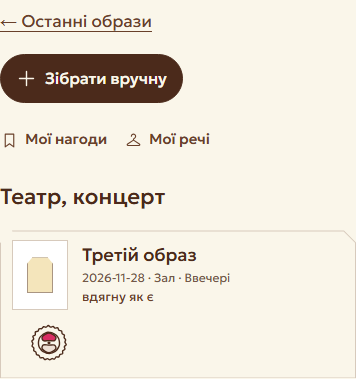 ← Останні образи
+ Зібрати вручну
Мої нагоди Мої речі
Театр, концерт
Третій образ
2026-11-28 · Зал · Ввечері
вдягну як є